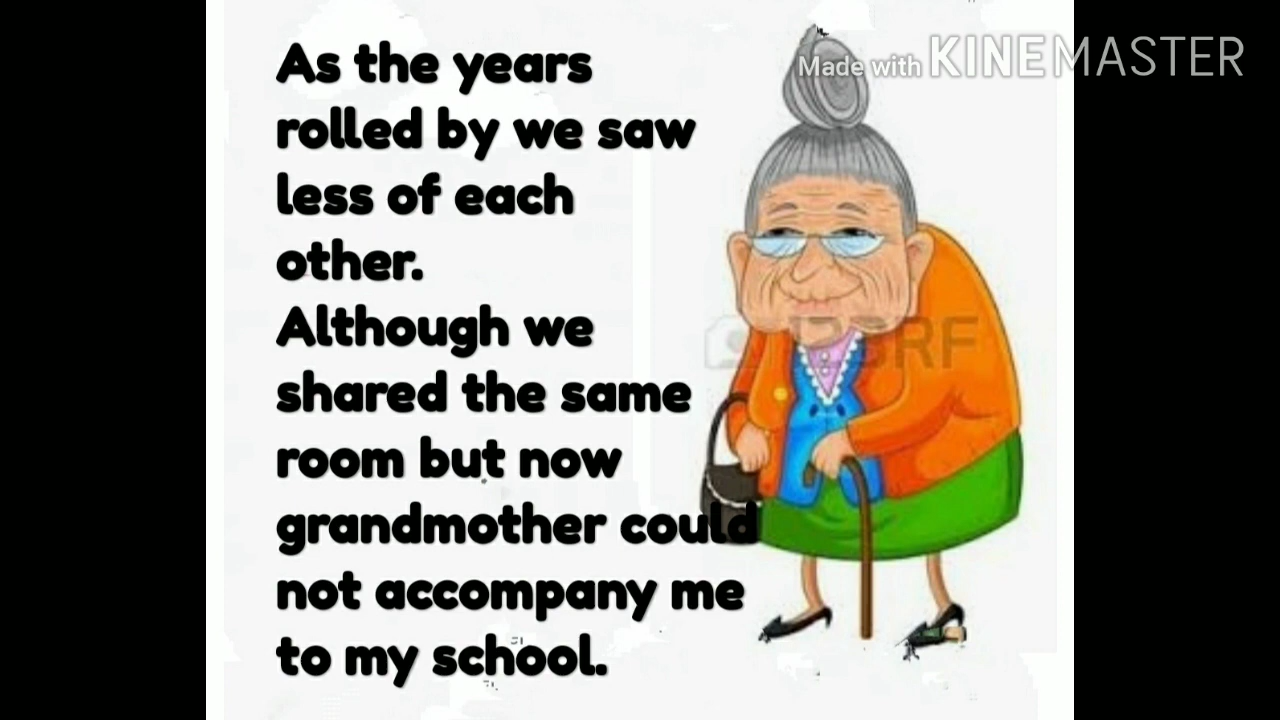 Made with KINEMASTER
As the years
rolled by we saw
less of each
other.
Although we
shared the same
room but now
grandmother could
not accompany me
to my school.
123RF